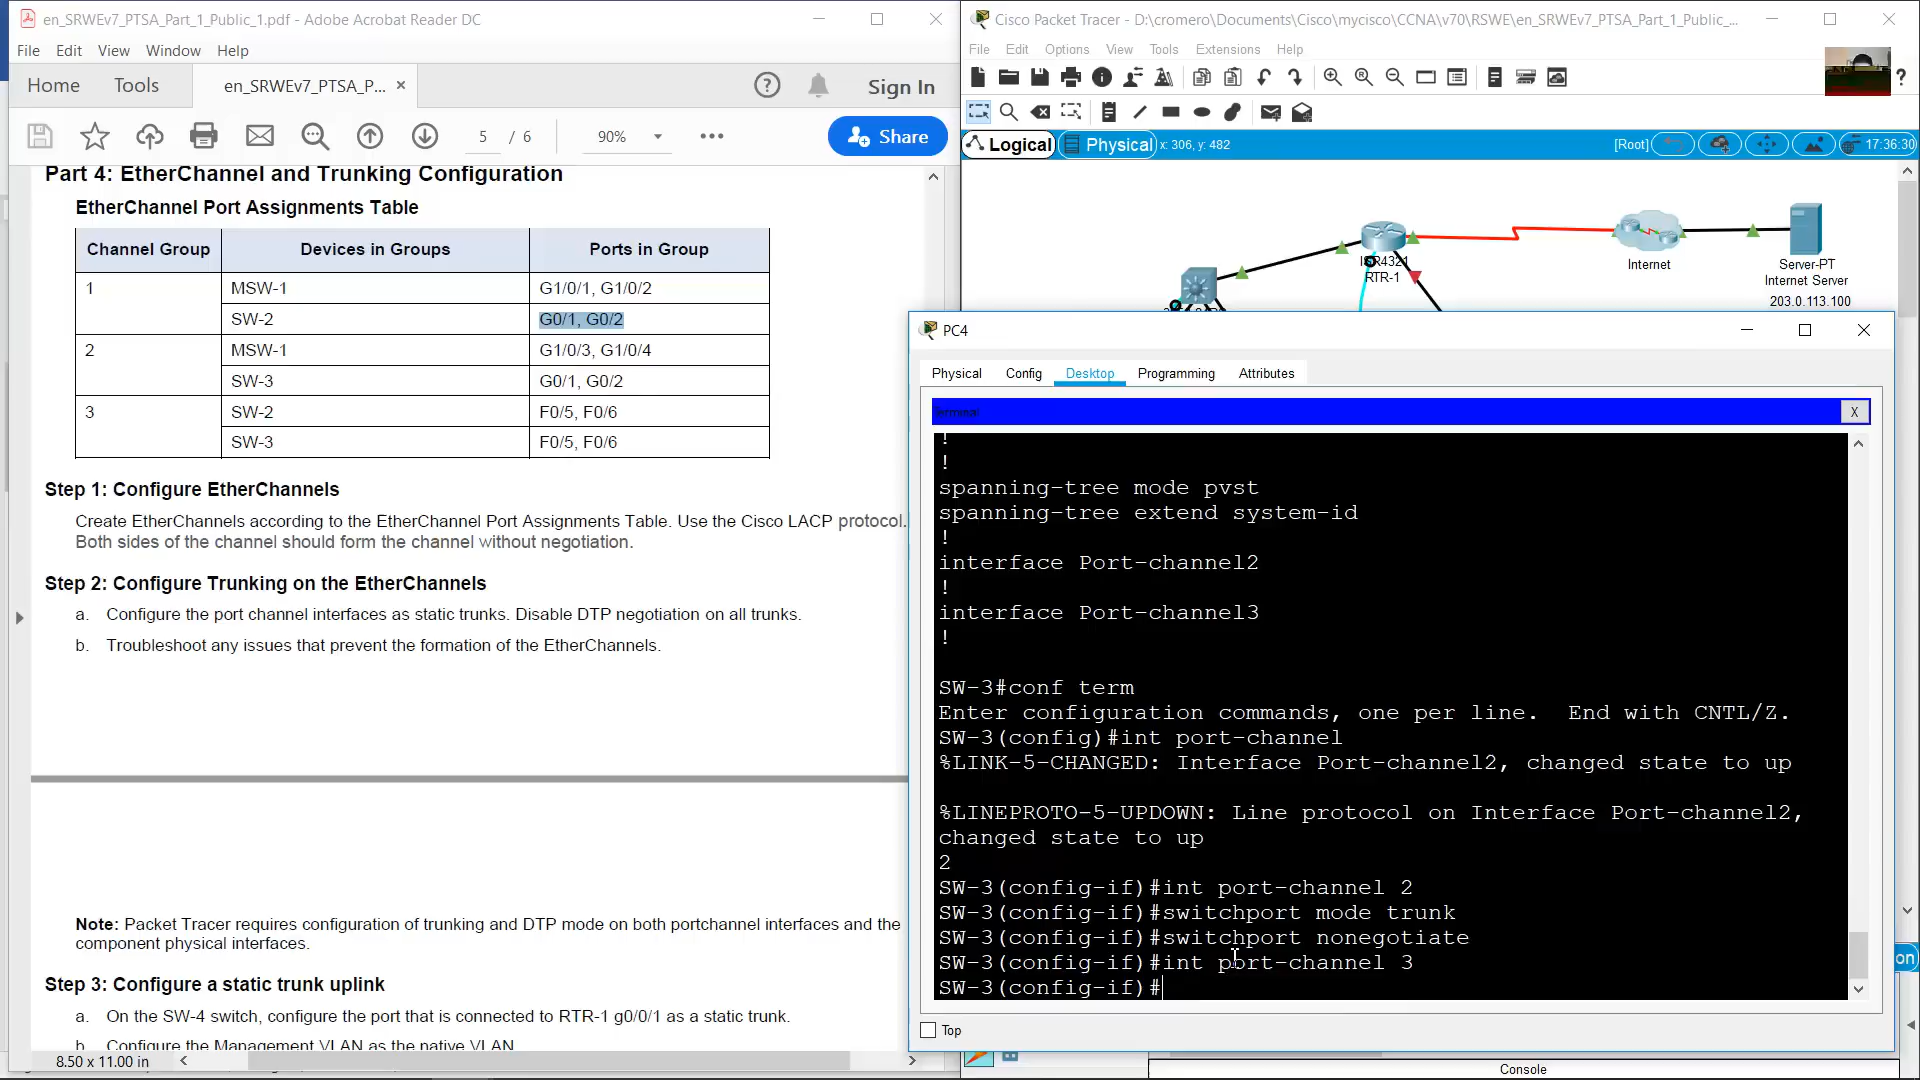 en_SRWEv7_PTSA_Part_1_Public_1.pdf - Adobe Acrobat Reader DC
File Edit View Window Help
Home Tools en_SRWEv7_PTSA_P... × Sign In
5 / 6 90% Share
Part 4: EtherChannel and Trunking Configuration
EtherChannel Port Assignments Table
Channel Group Devices in Groups Ports in Group
1 MSW-1 G1/0/1, G1/0/2
SW-2 G0/1, G0/2
2 MSW-1 G1/0/3, G1/0/4
SW-3 G0/1, G0/2
3 SW-2 F0/5, F0/6
SW-3 F0/5, F0/6
Step 1: Configure EtherChannels
Create EtherChannels according to the EtherChannel Port Assignments Table. Use the Cisco LACP protocol.
Both sides of the channel should form the channel without negotiation.
Step 2: Configure Trunking on the EtherChannels
a. Configure the port channel interfaces as static trunks. Disable DTP negotiation on all trunks.
b. Troubleshoot any issues that prevent the formation of the EtherChannels.
Note: Packet Tracer requires configuration of trunking and DTP mode on both portchannel interfaces and the
component physical interfaces.
Step 3: Configure a static trunk uplink
a. On the SW-4 switch, configure the port that is connected to RTR-1 g0/0/1 as a static trunk.
b. Configure the Management VLAN as the native VLAN
8.50 x 11.00 in
Cisco Packet Tracer - D:\cromero\Documents\Cisco\mycisco\CCNA\v70\RSWE\en_SRWEv7_PTSA_Part_1_Public_...
File Edit Options View Tools Extensions Help
Logical Physical x: 306, y: 482 [Root] 17:36:30
ISR4321
RTR-1
Internet
Server-PT
Internet Server
203.0.113.100
PC4
Physical Config Desktop Programming Attributes
Terminal X
!
!
spanning-tree mode pvst
spanning-tree extend system-id
!
interface Port-channel2
!
interface Port-channel3
!
SW-3#conf term
Enter configuration commands, one per line. End with CNTL/Z.
SW-3(config)#int port-channel
%LINK-5-CHANGED: Interface Port-channel2, changed state to up
%LINEPROTO-5-UPDOWN: Line protocol on Interface Port-channel2,
changed state to up
2
SW-3(config-if)#int port-channel 2
SW-3(config-if)#switchport mode trunk
SW-3(config-if)#switchport nonegotiate
SW-3(config-if)#int port-channel 3
SW-3(config-if)#
Top
on
Console